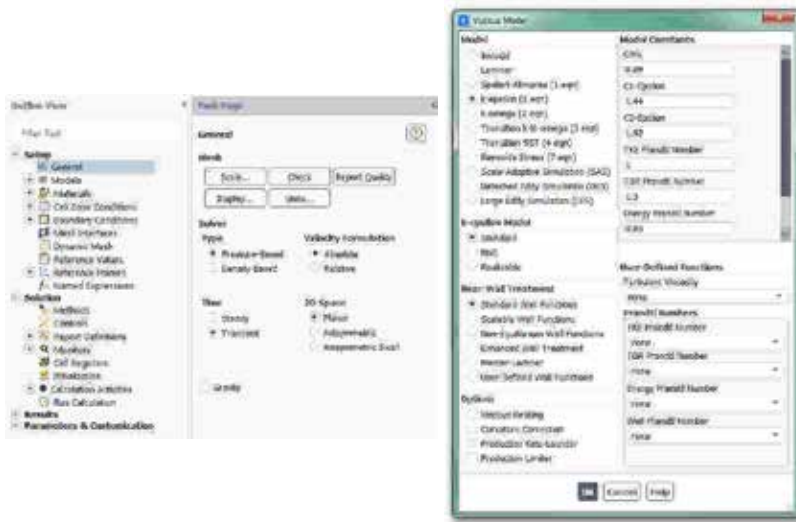 Outline View
Filter Text
Setup
General
Models
Materials
Cell Zone Conditions
Boundary Conditions
Mesh Interfaces
Dynamic Mesh
Reference Values
Reference Frames
Named Expressions
Solution
Methods
Controls
Report Definitions
Monitors
Cell Registers
Initialization
Calculation Activities
Run Calculation
Results
Parameters & Customization
Task Page
General
Mesh
Scale... Check Report Quality
Display... Units...
Solver
Type Velocity Formulation
Pressure-Based Absolute
Density-Based Relative
Time 2D Space
Steady Planar
Transient Axisymmetric
Axisymmetric Swirl
Gravity
Viscous Model
Model
Inviscid
Laminar
Spalart-Allmaras (1 eqn)
k-epsilon (2 eqn)
k-omega (2 eqn)
Transition k-kl-omega (3 eqn)
Transition SST (4 eqn)
Reynolds Stress (5 eqn)
Scale-Adaptive Simulation (SAS)
Detached Eddy Simulation (DES)
Large Eddy Simulation (LES)
k-epsilon Model
Standard
RNG
Realizable
Near-Wall Treatment
Standard Wall Functions
Scalable Wall Functions
Non-Equilibrium Wall Functions
Enhanced Wall Treatment
Menter-Lechner
User-Defined Wall Functions
Options
Viscous Heating
Curvature Correction
Production Kato-Launder
Production Limiter
Model Constants
Cmu
0.09
C1-Epsilon
1.44
C2-Epsilon
1.92
TKE Prandtl Number
1
TDR Prandtl Number
1.3
Energy Prandtl Number
0.85
User-Defined Functions
Turbulent Viscosity
none
Prandtl Numbers
TKE Prandtl Number
none
TDR Prandtl Number
none
Energy Prandtl Number
none
Wall Prandtl Number
none
OK Cancel Help